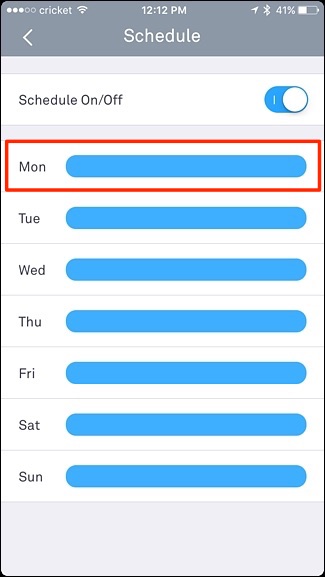 cricket 12:12 PM 41%
Schedule
Schedule On/Off
Mon
Tue
Wed
Thu
Fri
Sat
Sun